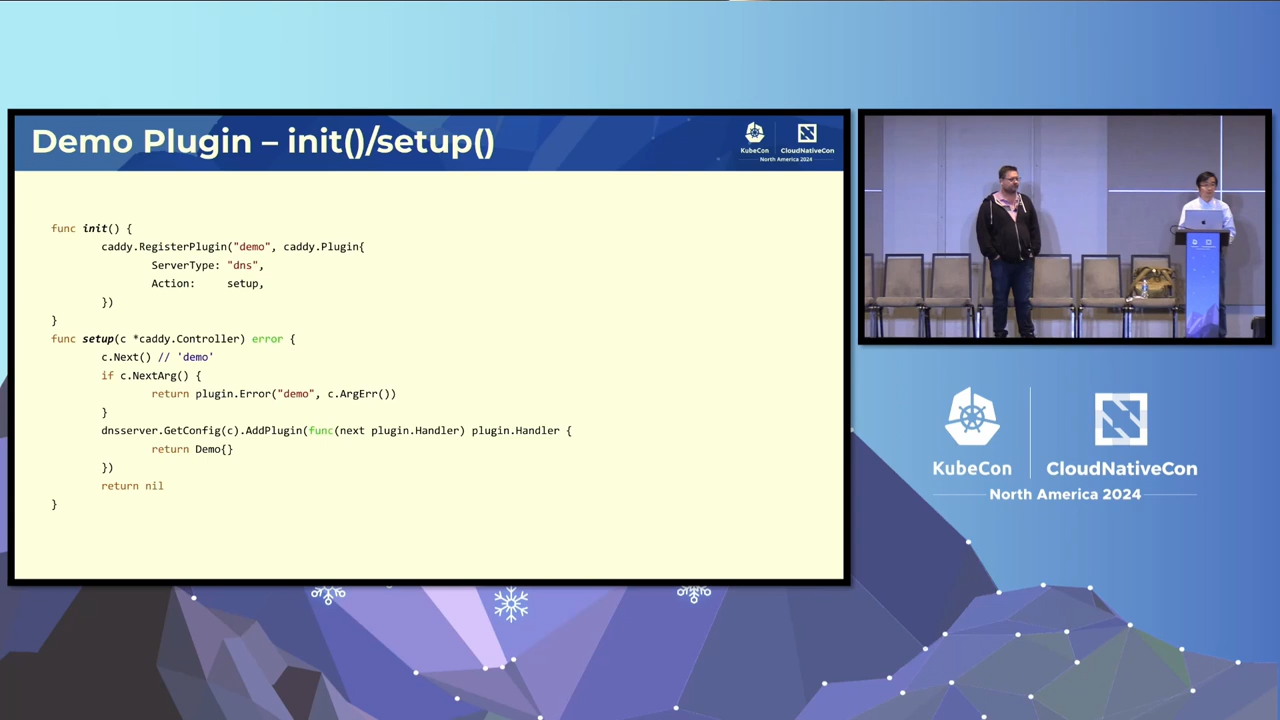 Demo Plugin – init()/setup()
KubeCon
CloudNativeCon
North America 2024
func init() {
caddy.RegisterPlugin("demo", caddy.Plugin{
ServerType: "dns",
Action: setup,
})
}
func setup(c *caddy.Controller) error {
c.Next() // 'demo'
if c.NextArg() {
return plugin.Error("demo", c.ArgErr())
}
dnsserver.GetConfig(c).AddPlugin(func(next plugin.Handler) plugin.Handler {
return Demo{}
})
return nil
}
KubeCon
CloudNativeCon
North America 2024